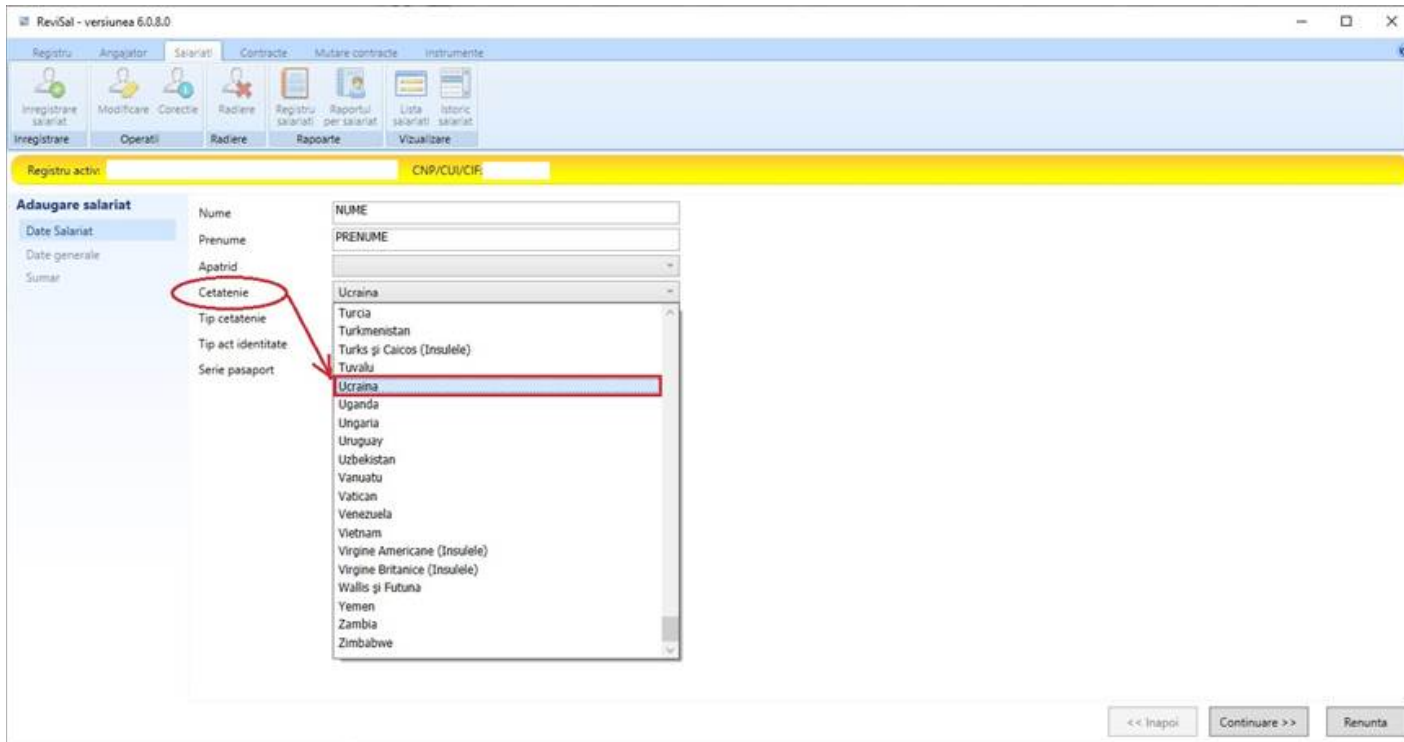 ReviSal - versiunea 6.0.8.0
Registru Angajator Salariati Contracte Mutare contracte Instrumente
Inregistrare salariat
Modificare
Corectie
Radiere
Registru salariati
Raportul per salariat
Lista salariati
Istoric salariat
Inregistrare Operatii Radiere Rapoarte Vizualizare
Registru activ: CNP/CUI/CIF:
Adaugare salariat
Date Salariat
Date generale
Sumar
Nume NUME
Prenume PRENUME
Apatrid
Cetatenie Ucraina
Tip cetatenie
Tip act identitate
Serie pasaport
Turcia
Turkmenistan
Turks și Caicos (Insulele)
Tuvalu
Ucraina
Uganda
Ungaria
Uruguay
Uzbekistan
Vanuatu
Vatican
Venezuela
Vietnam
Virgine Americane (Insulele)
Virgine Britanice (Insulele)
Wallis și Futuna
Yemen
Zambia
Zimbabwe
<< Inapoi Continuare >> Renunta